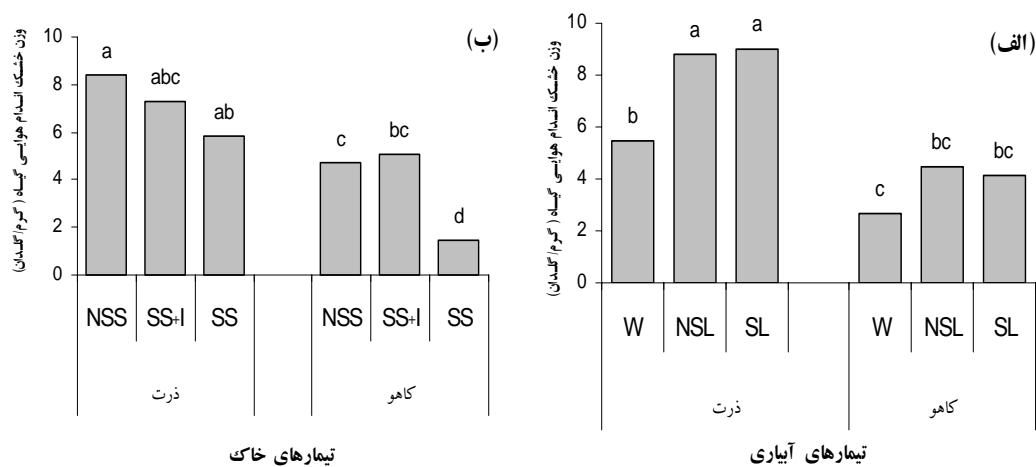 (الف)
وزن خشک اندام هوایی گیاه ( گرم/گلدان)
10
8
6
4
2
0
b
a
a
c
bc
bc
W NSL SL W NSL SL
ذرت کاهو
تیمارهای آبیاری
(ب)
وزن خشک اندام هوایی گیاه ( گرم/گلدان)
10
8
6
4
2
0
a
abc
ab
c
bc
d
NSS SS+I SS NSS SS+I SS
ذرت کاهو
تیمارهای خاک